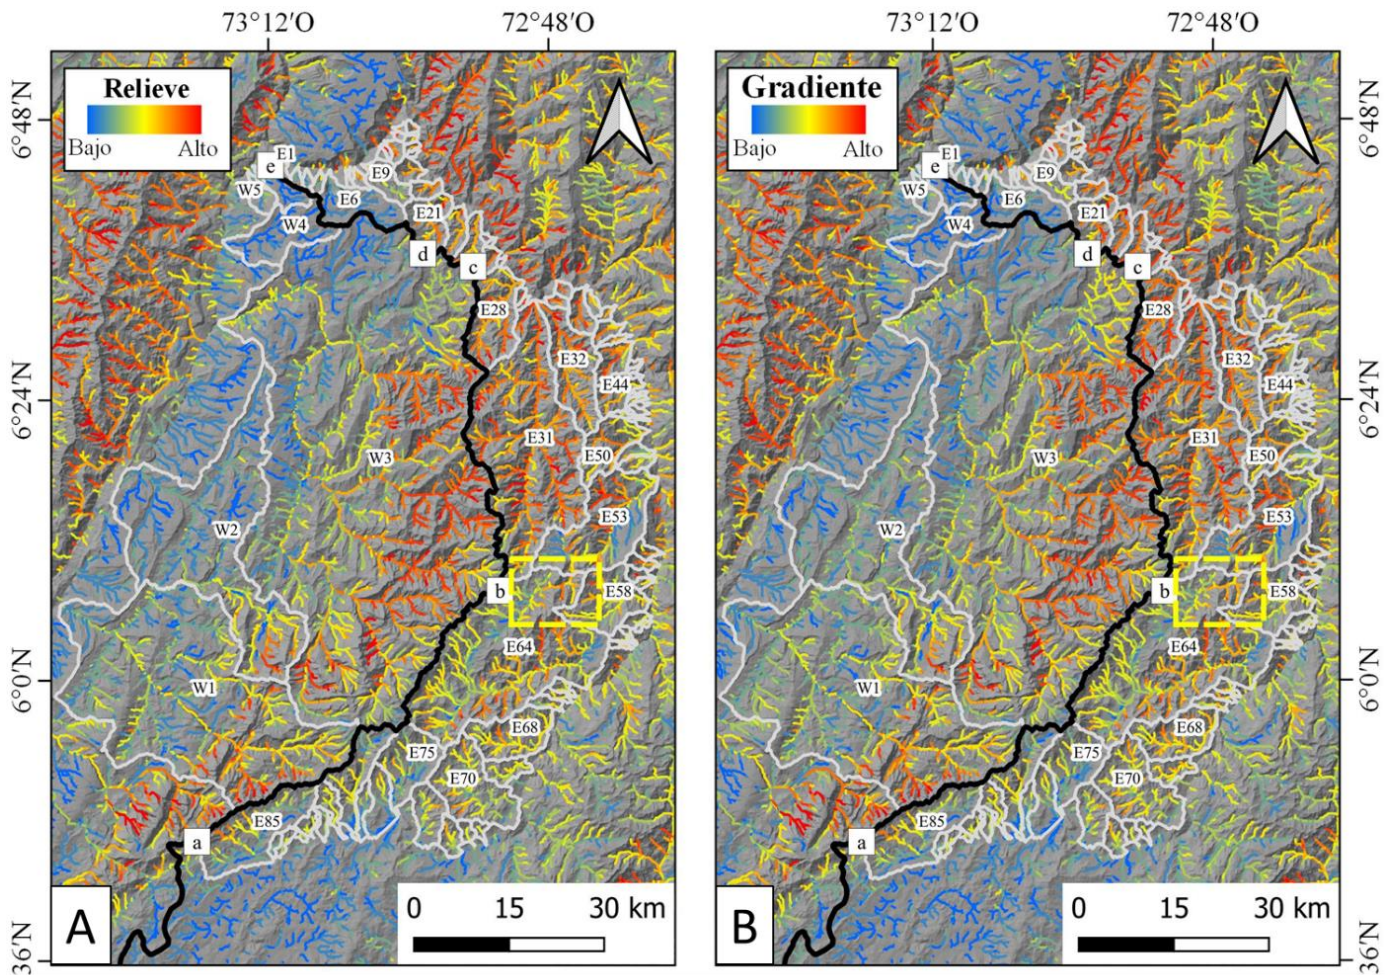 73°12′O 72°48′O 73°12′O 72°48′O
Relieve
Bajo Alto
Gradiente
Bajo Alto
6°48′N
6°24′N
6°0′N
36′N
6°48′N
6°24′N
6°0′N
36′N
E1
e
W5
W4
E6
E9
E21
d
c
E28
E32
E44
E31
E50
W3
E53
W2
b
E58
E64
W1
E68
E75
E70
E85
a
A
0 15 30 km
E1
e
W5
W4
E6
E9
E21
d
c
E28
E32
E44
E31
E50
W3
E53
W2
b
E58
E64
W1
E68
E75
E70
E85
a
B
0 15 30 km